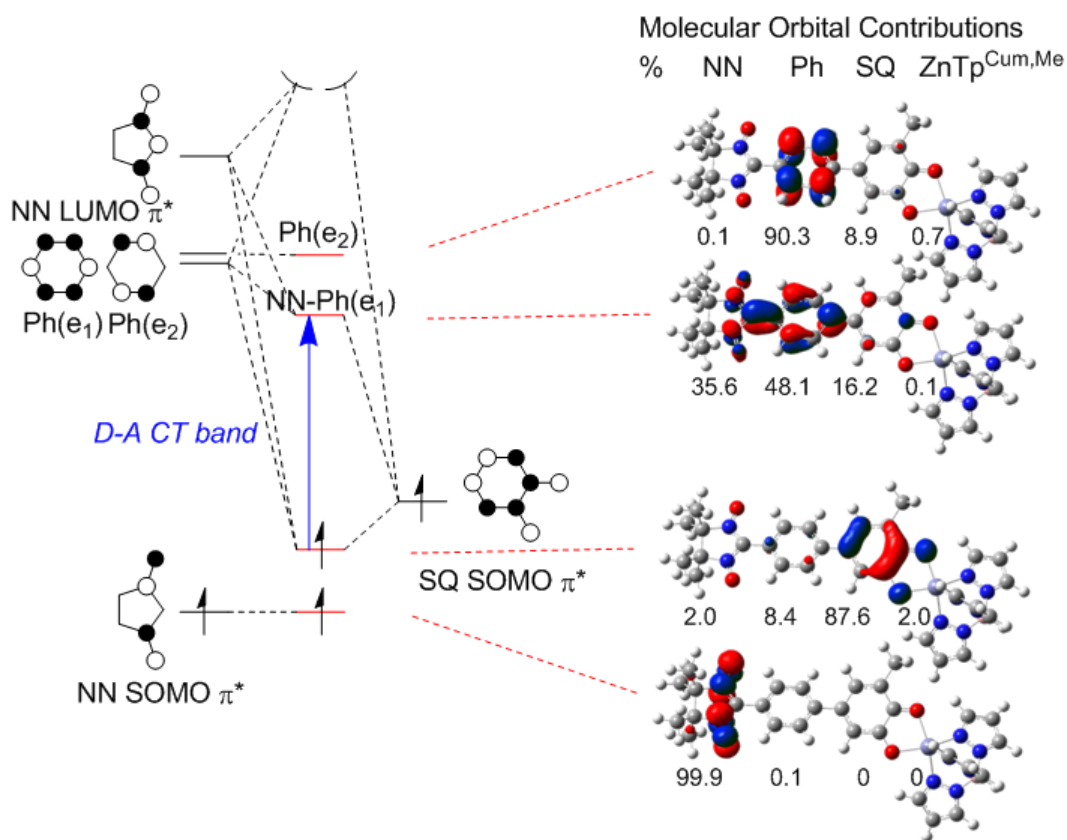 Molecular Orbital Contributions
% NN Ph SQ ZnTp^Cum,Me
NN LUMO π*
Ph(e₂)
0.1 90.3 8.9 0.7
Ph(e₁) Ph(e₂)
NN-Ph(e₁)
35.6 48.1 16.2 0.1
D-A CT band
SQ SOMO π*
2.0 8.4 87.6 2.0
NN SOMO π*
99.9 0.1 0 0